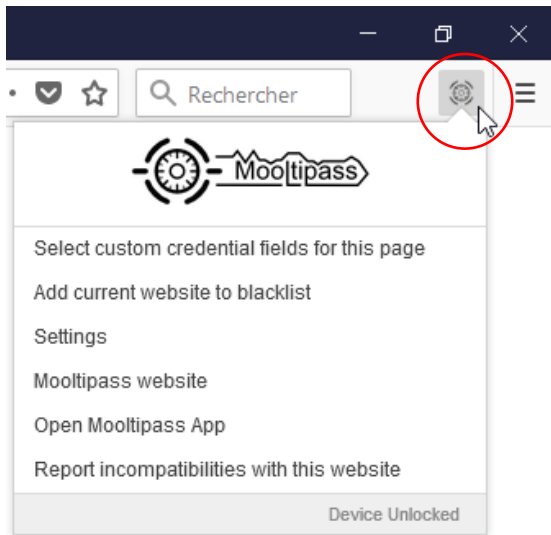 Rechercher
Mooltipass
Select custom credential fields for this page
Add current website to blacklist
Settings
Mooltipass website
Open Mooltipass App
Report incompatibilities with this website
Device Unlocked